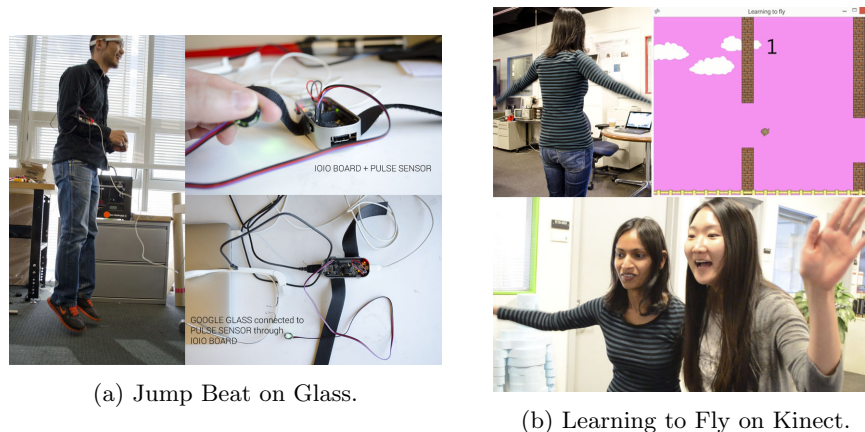 IOIO BOARD + PULSE SENSOR
GOOGLE GLASS connected to
PULSE SENSOR through
IOIO BOARD
(a) Jump Beat on Glass.
Learning to fly
1
(b) Learning to Fly on Kinect.